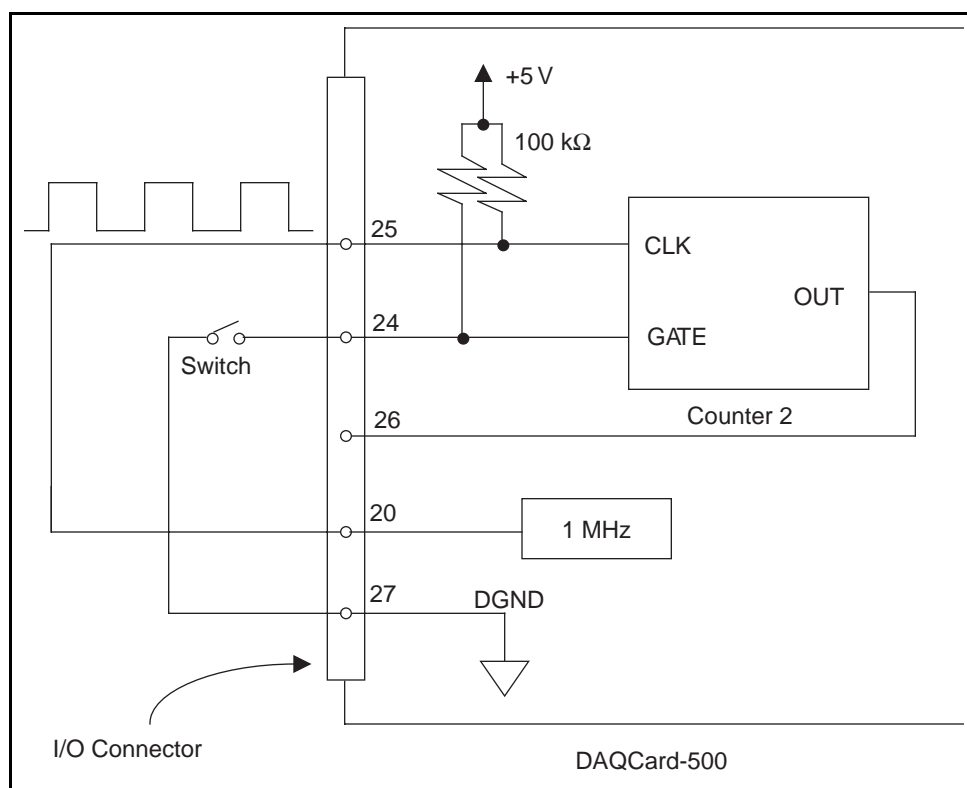 +5 V
100 kΩ
25
CLK
OUT
24
GATE
Switch
Counter 2
26
20
1 MHz
27
DGND
I/O Connector
DAQCard-500